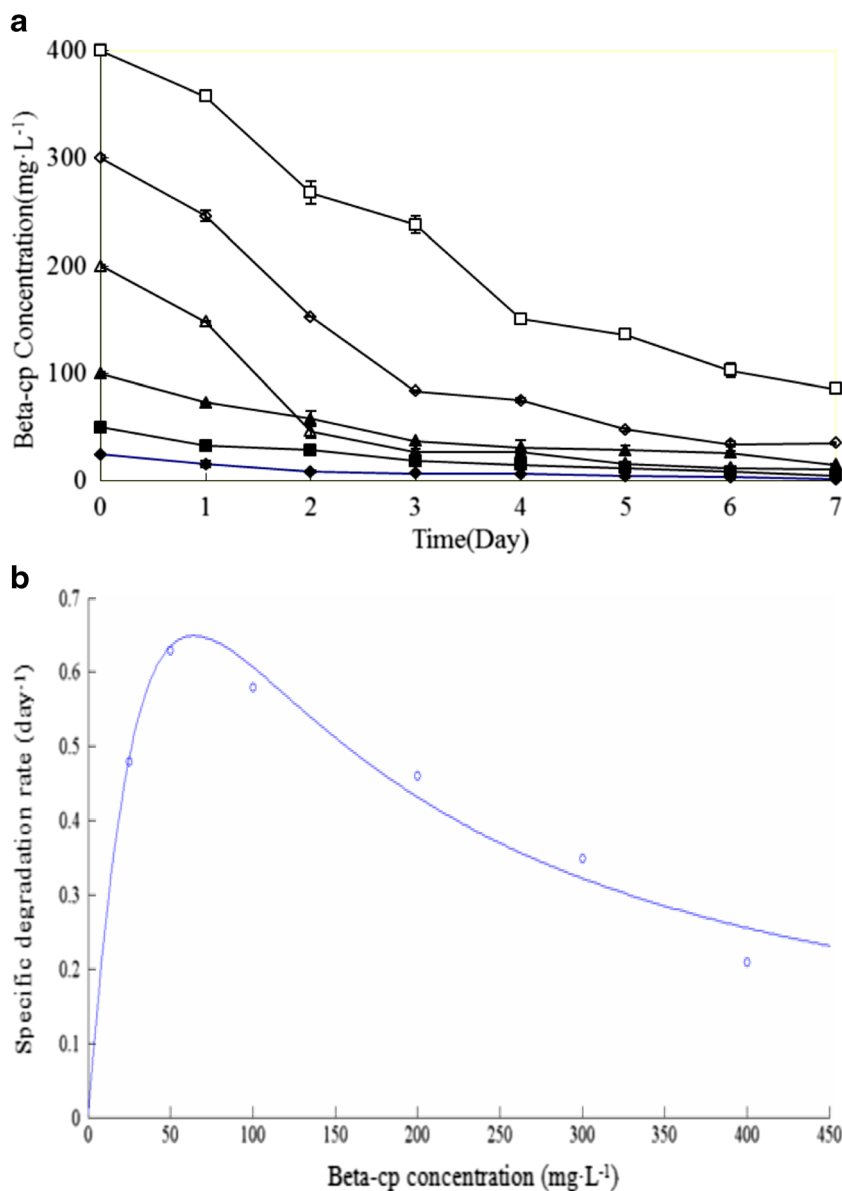 a
Beta-cp Concentration(mg·L⁻¹)
400
300
200
100
0
0 1 2 3 4 5 6 7
Time(Day)
b
Specific degradation rate (day⁻¹)
0.7
0.6
0.5
0.4
0.3
0.2
0.1
0
0 50 100 150 200 250 300 350 400 450
Beta-cp concentration (mg·L⁻¹)